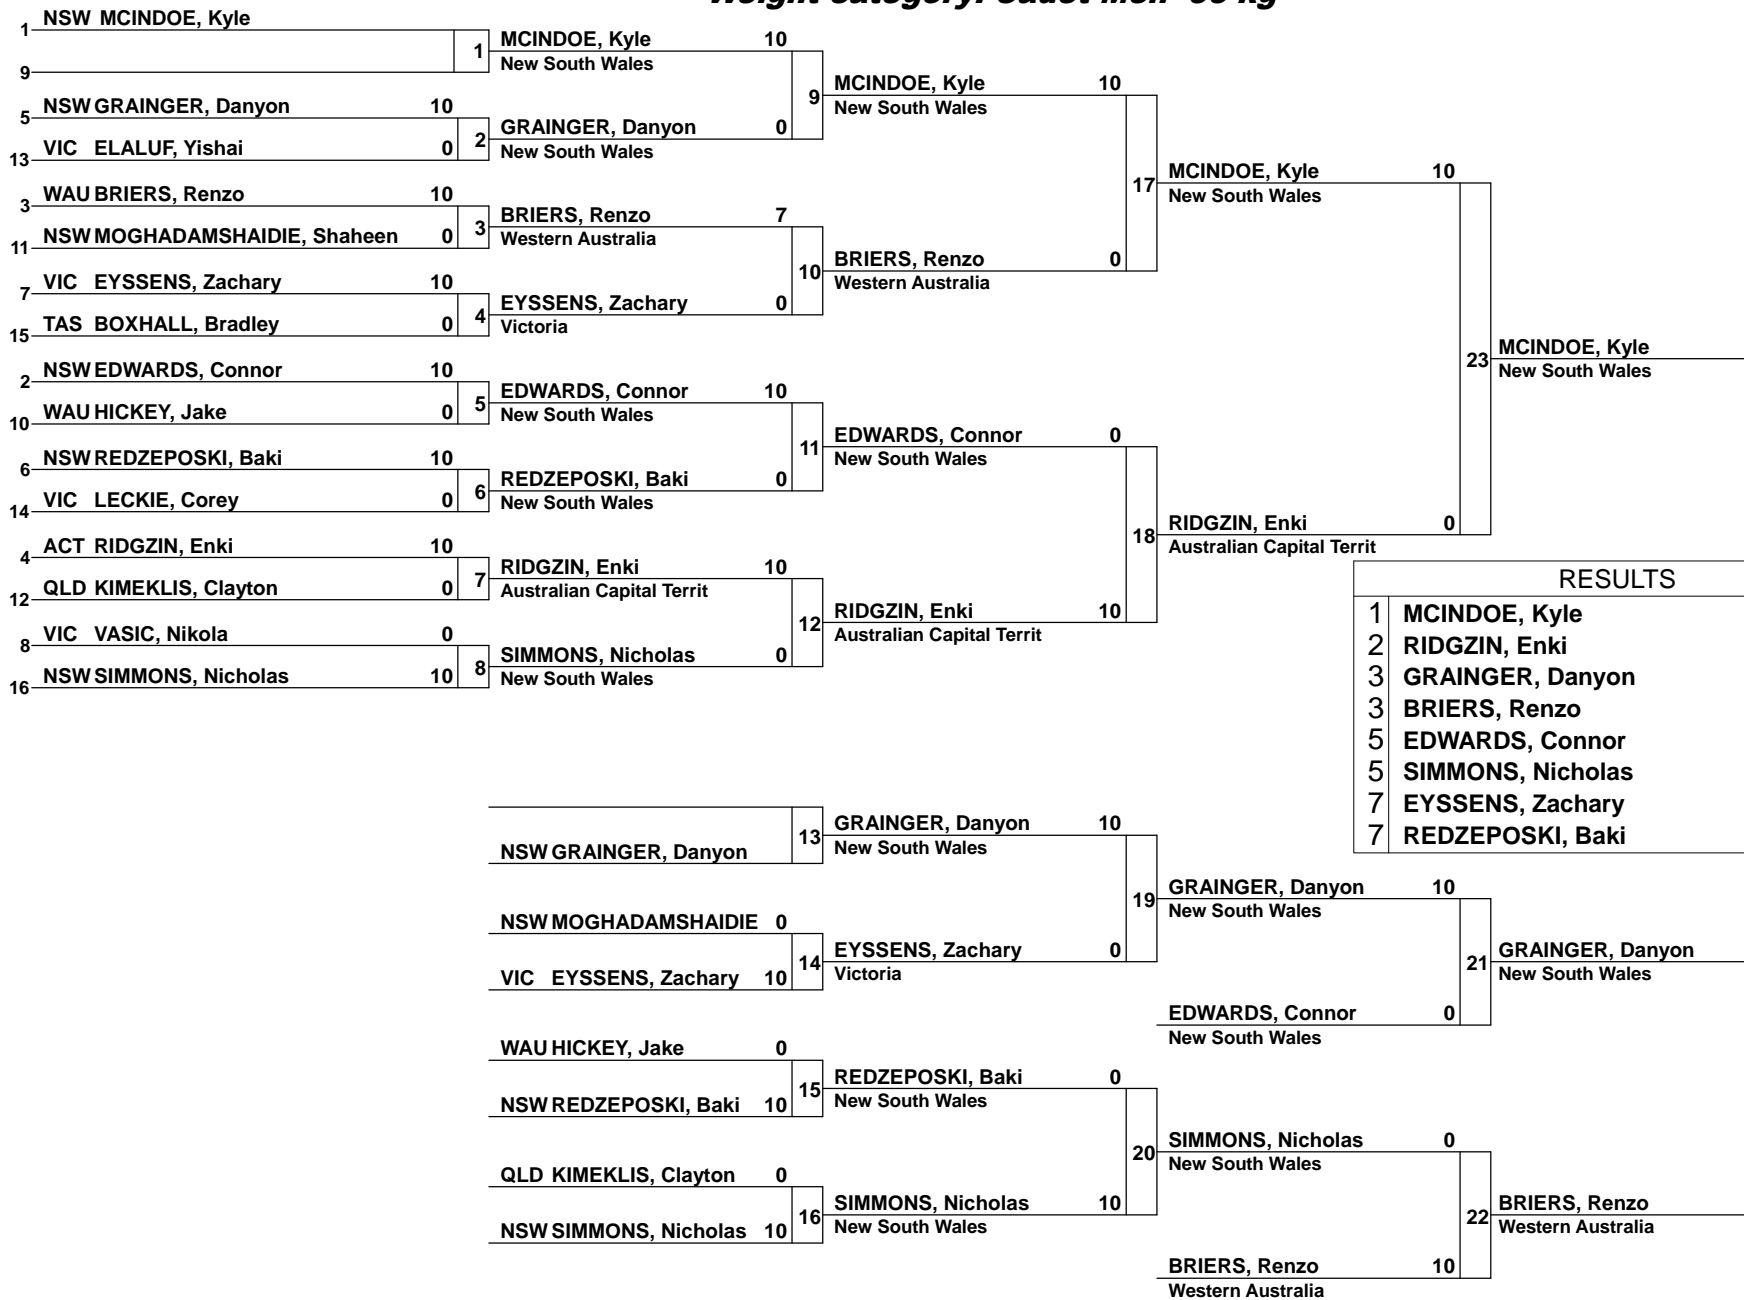 1 NSW MCINDOE, Kyle
9
1
5 NSW GRAINGER, Danyon 10
13 VIC ELALUF, Yishai 0
2
3 WAU BRIERS, Renzo 10
11 NSW MOGHADAMSHAIDIE, Shaheen 0
3
7 VIC EYSSENS, Zachary 10
15 TAS BOXHALL, Bradley 0
4
2 NSW EDWARDS, Connor 10
10 WAU HICKEY, Jake 0
5
6 NSW REDZEPOSKI, Baki 10
14 VIC LECKIE, Corey 0
6
4 ACT RIDGZIN, Enki 10
12 QLD KIMEKLIS, Clayton 0
7
8 VIC VASIC, Nikola 0
16 NSW SIMMONS, Nicholas 10
8
MCINDOE, Kyle 10
New South Wales
GRAINGER, Danyon 0
New South Wales
9
BRIERS, Renzo 7
Western Australia
EYSSENS, Zachary 0
Victoria
10
EDWARDS, Connor 10
New South Wales
REDZEPOSKI, Baki 0
New South Wales
11
RIDGZIN, Enki 10
Australian Capital Territ
SIMMONS, Nicholas 0
New South Wales
12
MCINDOE, Kyle 10
New South Wales
BRIERS, Renzo 0
Western Australia
17
EDWARDS, Connor 0
New South Wales
RIDGZIN, Enki 10
Australian Capital Territ
18
MCINDOE, Kyle 10
New South Wales
RIDGZIN, Enki 0
Australian Capital Territ
23
MCINDOE, Kyle
New South Wales
RESULTS
1 MCINDOE, Kyle
2 RIDGZIN, Enki
3 GRAINGER, Danyon
3 BRIERS, Renzo
5 EDWARDS, Connor
5 SIMMONS, Nicholas
7 EYSSENS, Zachary
7 REDZEPOSKI, Baki
NSW GRAINGER, Danyon
13
NSW MOGHADAMSHAIDIE 0
VIC EYSSENS, Zachary 10
14
WAU HICKEY, Jake 0
NSW REDZEPOSKI, Baki 10
15
QLD KIMEKLIS, Clayton 0
NSW SIMMONS, Nicholas 10
16
GRAINGER, Danyon 10
New South Wales
EYSSENS, Zachary 0
Victoria
19
REDZEPOSKI, Baki 0
New South Wales
SIMMONS, Nicholas 10
New South Wales
20
GRAINGER, Danyon 10
New South Wales
EDWARDS, Connor 0
New South Wales
21
SIMMONS, Nicholas 0
New South Wales
BRIERS, Renzo 10
Western Australia
22
GRAINGER, Danyon
New South Wales
BRIERS, Renzo
Western Australia